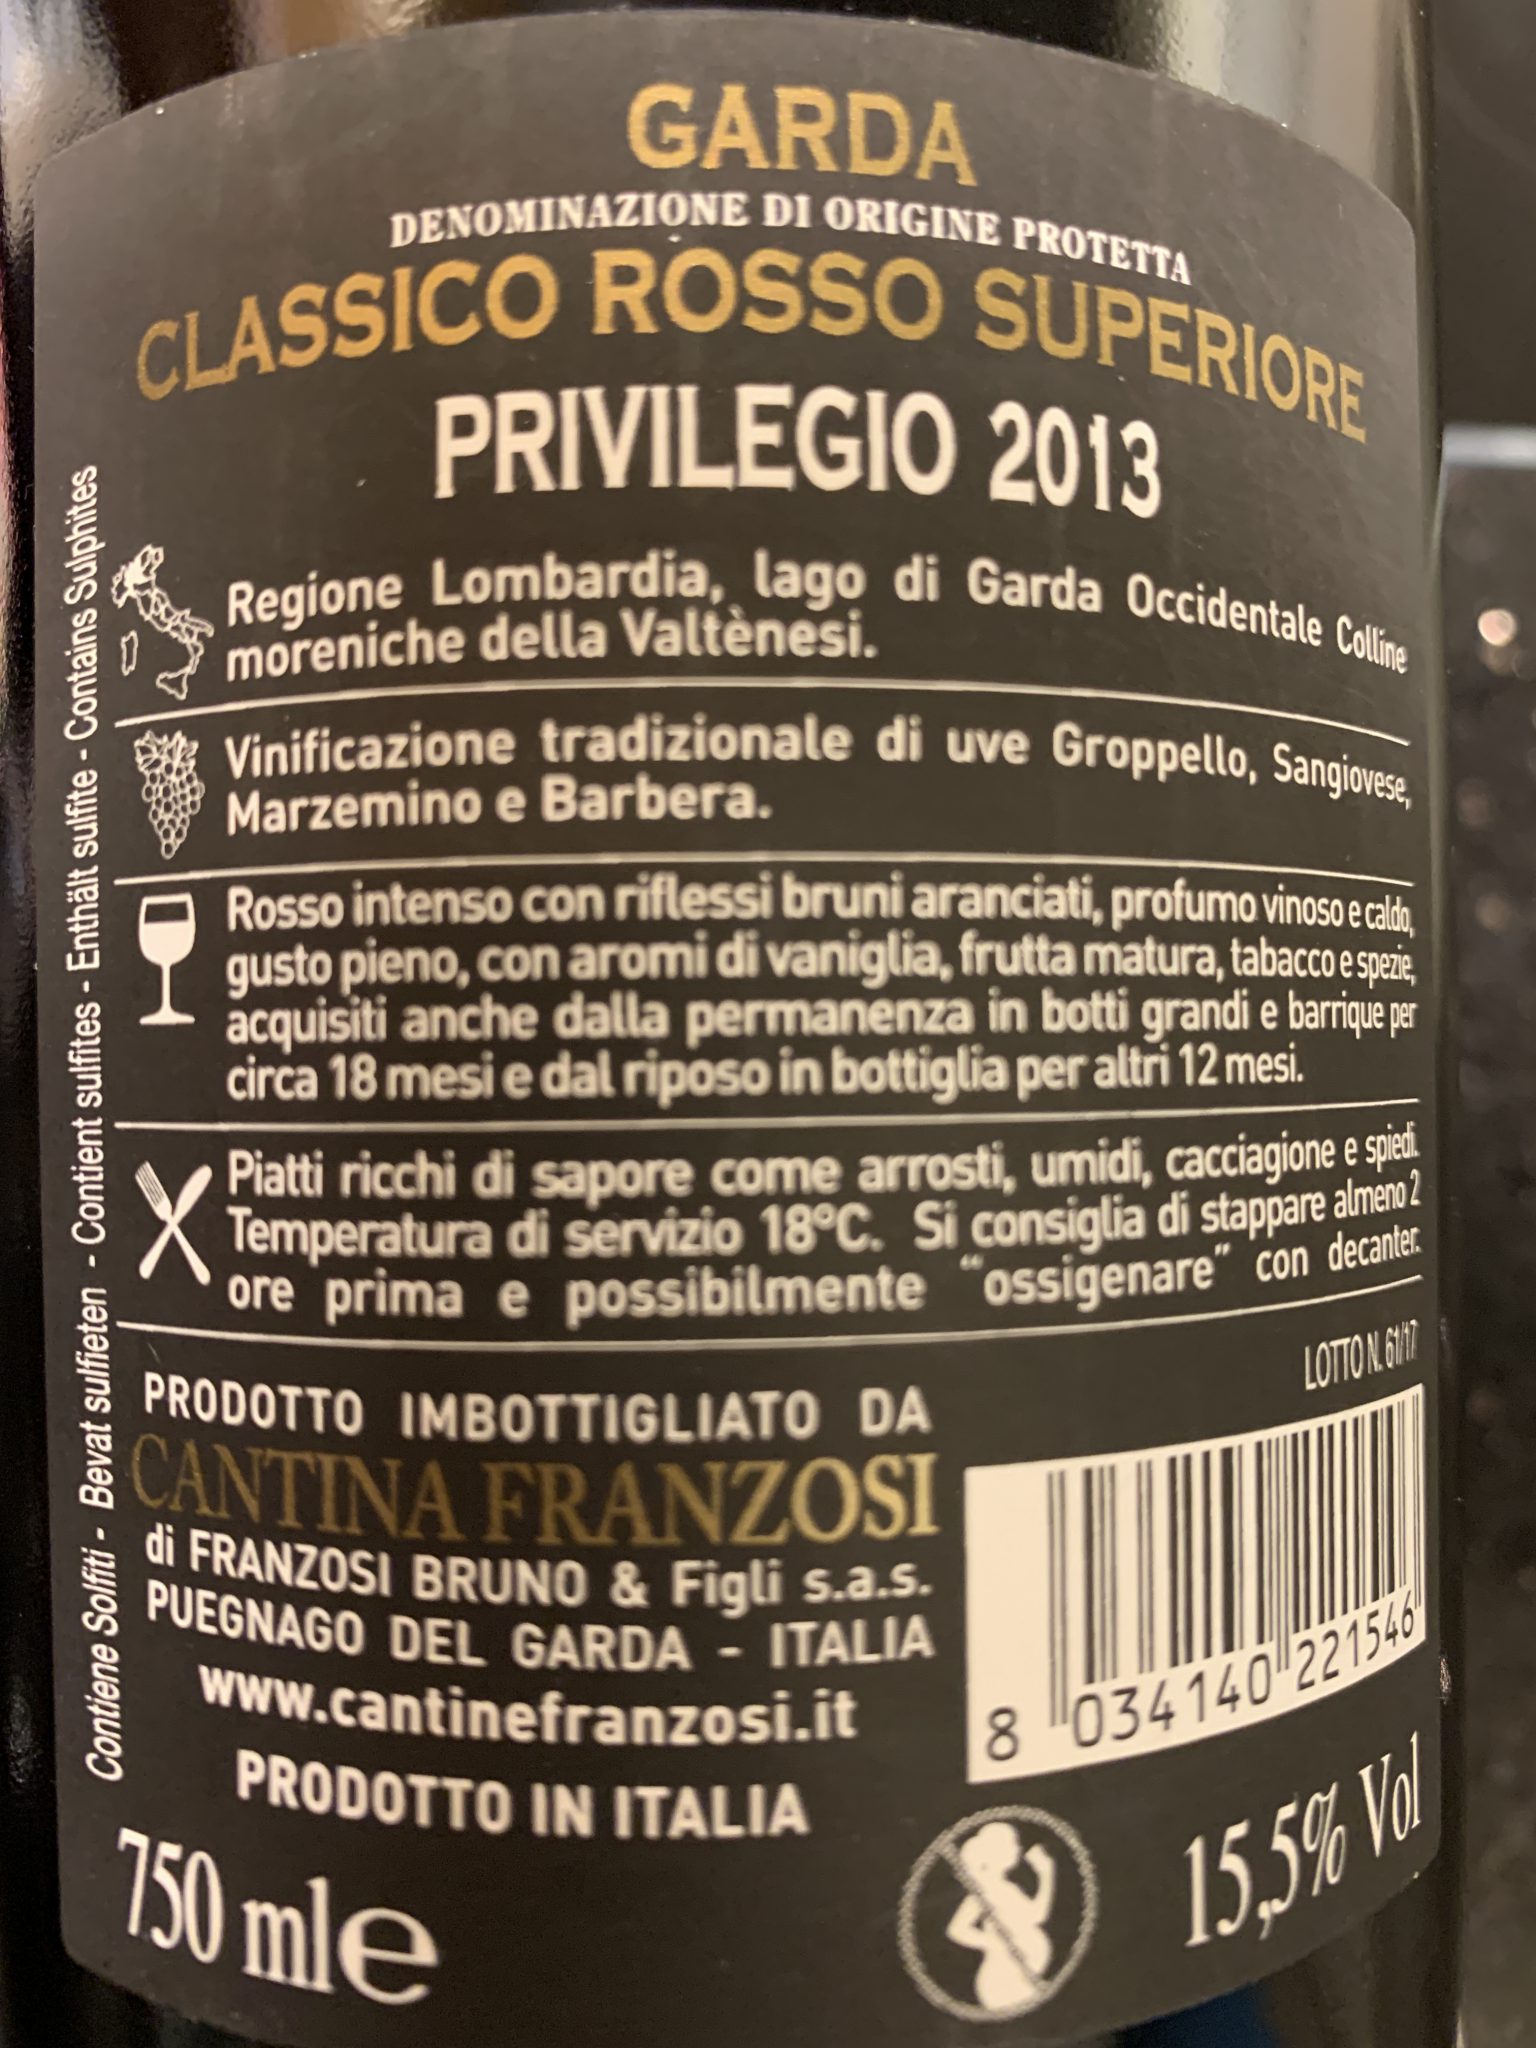 GARDA
DENOMINAZIONE DI ORIGINE PROTETTA
CLASSICO ROSSO SUPERIORE
PRIVILEGIO 2013
Regione Lombardia, lago di Garda Occidentale Colline
moreniche della Valtènesi.
Vinificazione tradizionale di uve Groppello, Sangiovese,
Marzemino e Barbera.
Rosso intenso con riflessi bruni aranciati, profumo vinoso e caldo,
gusto pieno, con aromi di vaniglia, frutta matura, tabacco e spezie,
acquisiti anche dalla permanenza in botti grandi e barrique per
circa 18 mesi e dal riposo in bottiglia per altri 12 mesi.
Piatti ricchi di sapore come arrosti, umidi, cacciagione e spiedi.
Temperatura di servizio 18°C. Si consiglia di stappare almeno 2
ore prima e possibilmente "ossigenare" con decanter.
LOTTO N. 61/17
PRODOTTO IMBOTTIGLIATO DA
CANTINA FRANZOSI
di FRANZOSI BRUNO & Figli s.a.s.
PUEGNAGO DEL GARDA - ITALIA
www.cantinefranzosi.it
PRODOTTO IN ITALIA
8 034140 221546
750 ml e
15,5% Vol
Contiene Solfiti - Bevat sulfieten - Contient sulfites - Enthält sulfite - Contains Sulphites